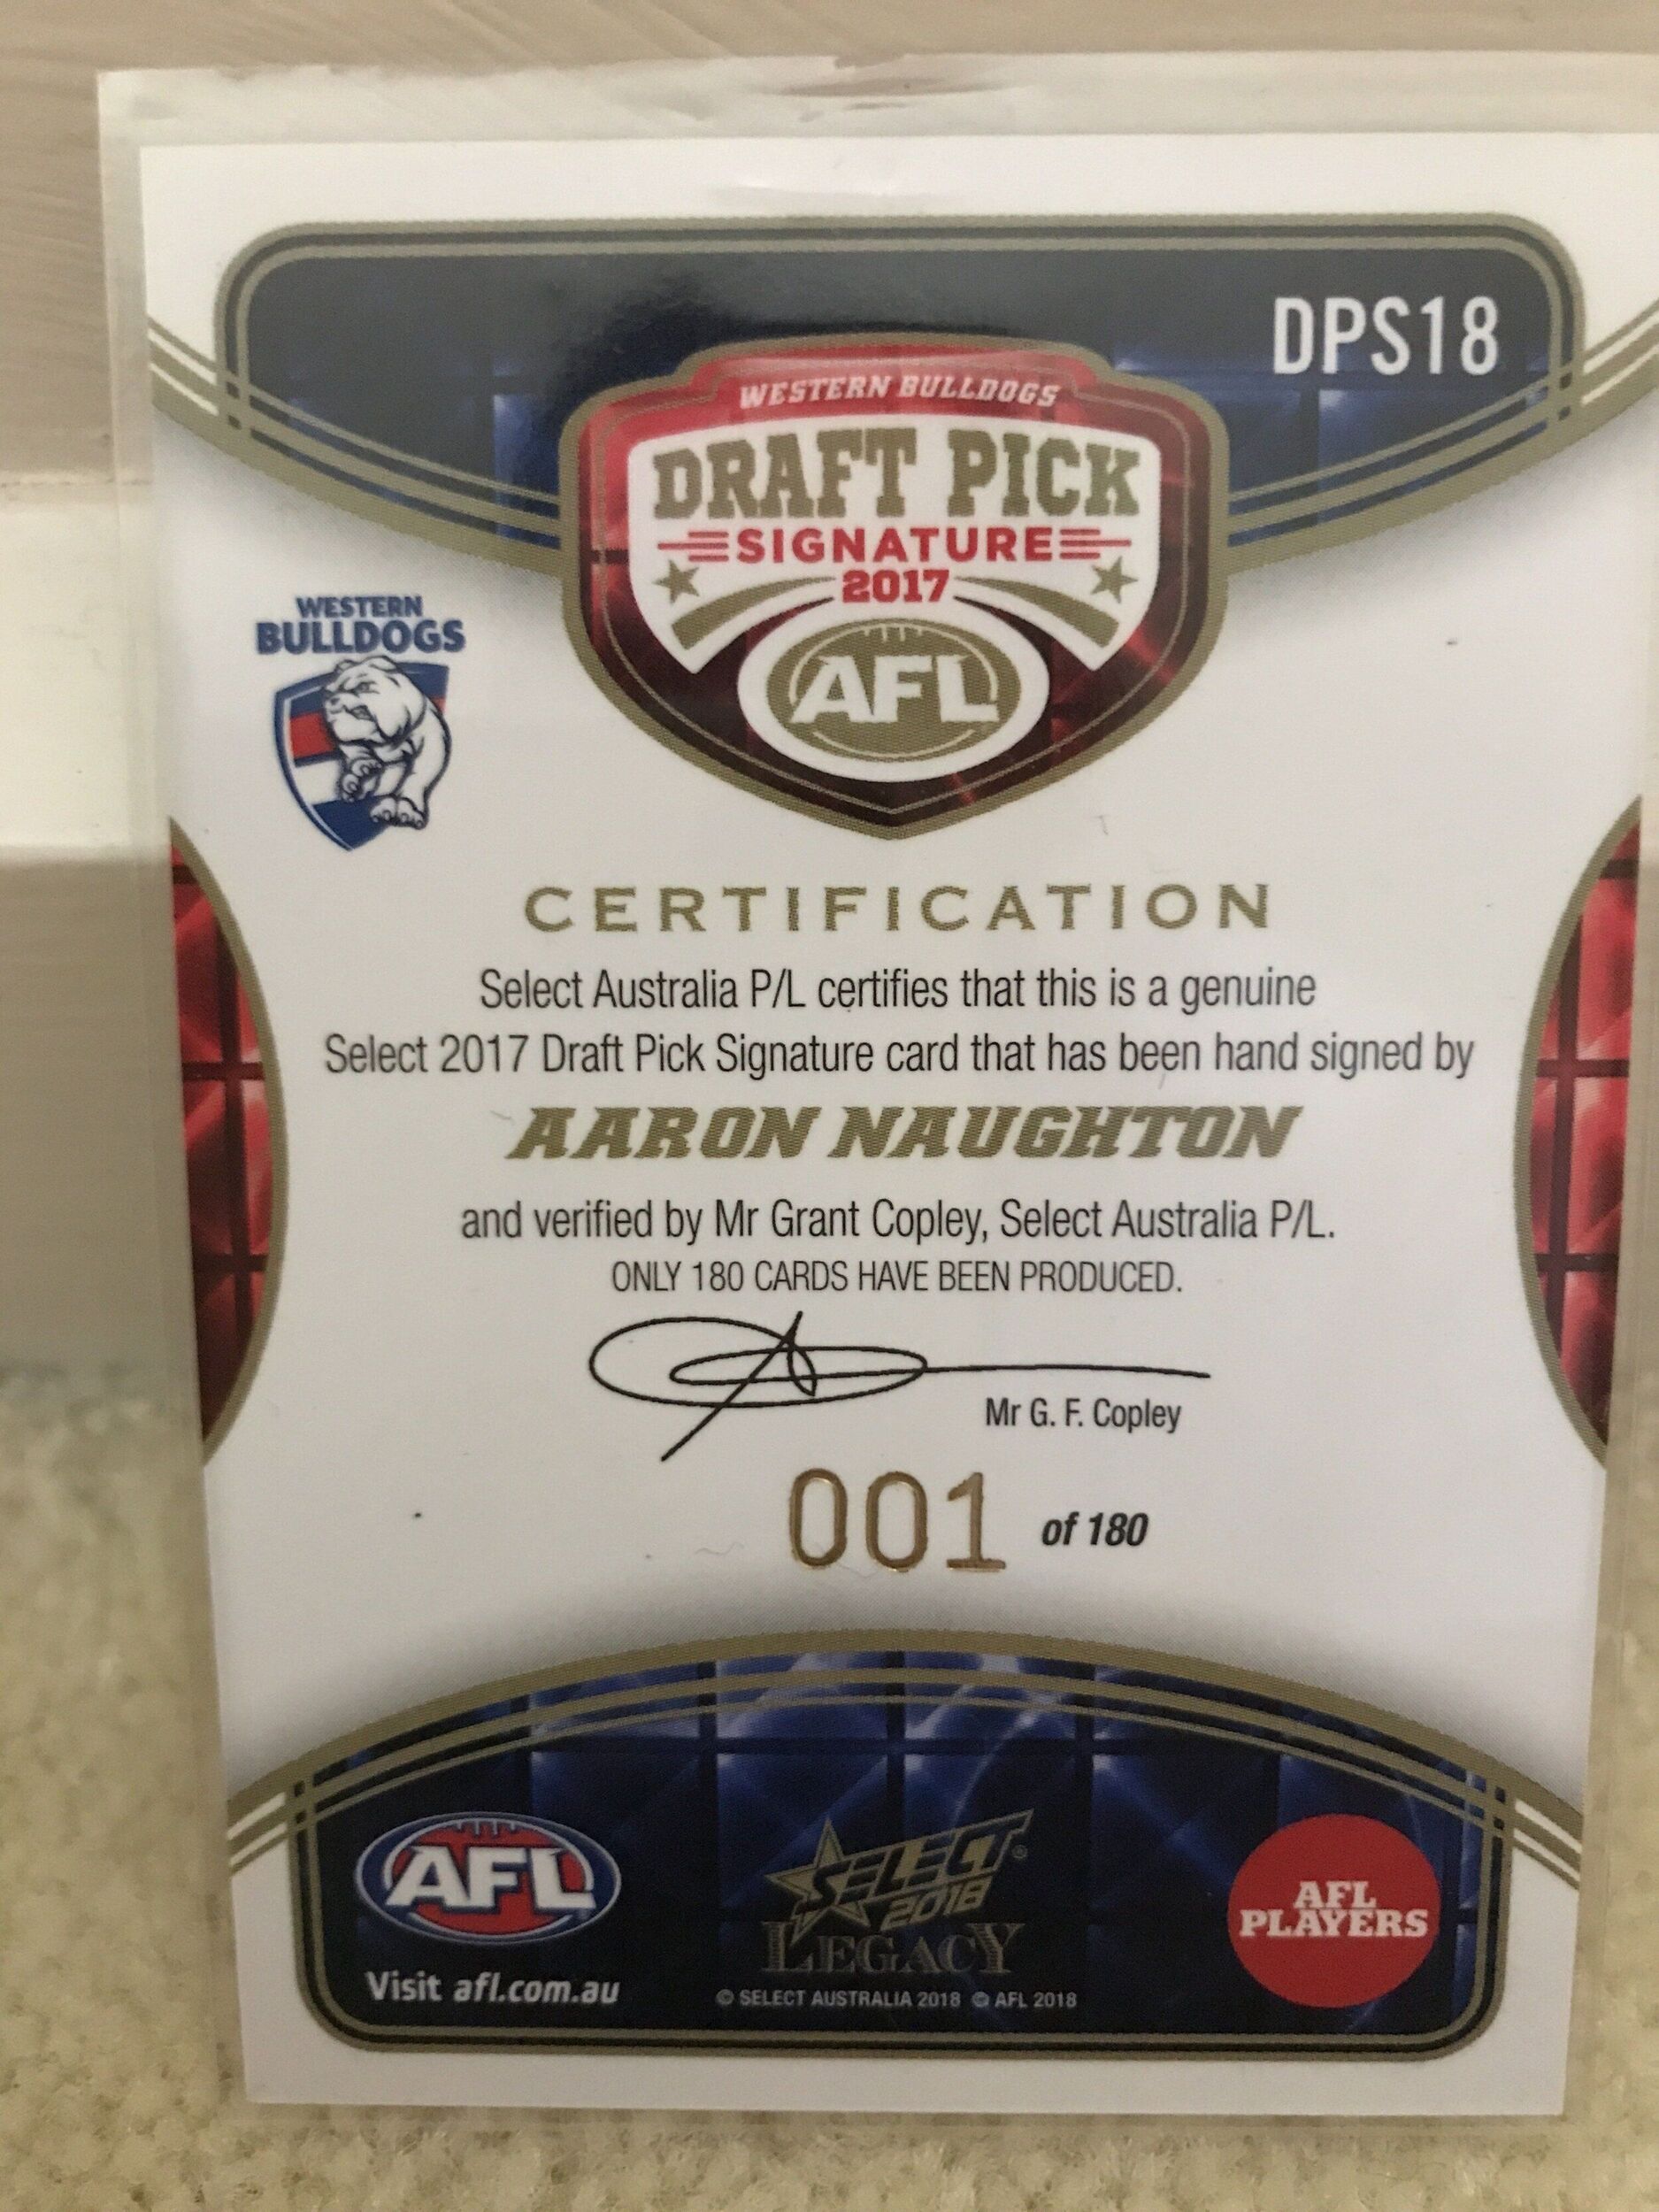 DPS18
WESTERN BULLDOGS
DRAFT PICK
SIGNATURE
2017
AFL
WESTERN
BULLDOGS
CERTIFICATION
Select Australia P/L certifies that this is a genuine
Select 2017 Draft Pick Signature card that has been hand signed by
AARON NAUGHTON
and verified by Mr Grant Copley, Select Australia P/L.
ONLY 180 CARDS HAVE BEEN PRODUCED.
Mr G. F. Copley
001 of 180
AFL
Visit afl.com.au
SELECT®
2018
LEGACY
© SELECT AUSTRALIA 2018 © AFL 2018
AFL
PLAYERS